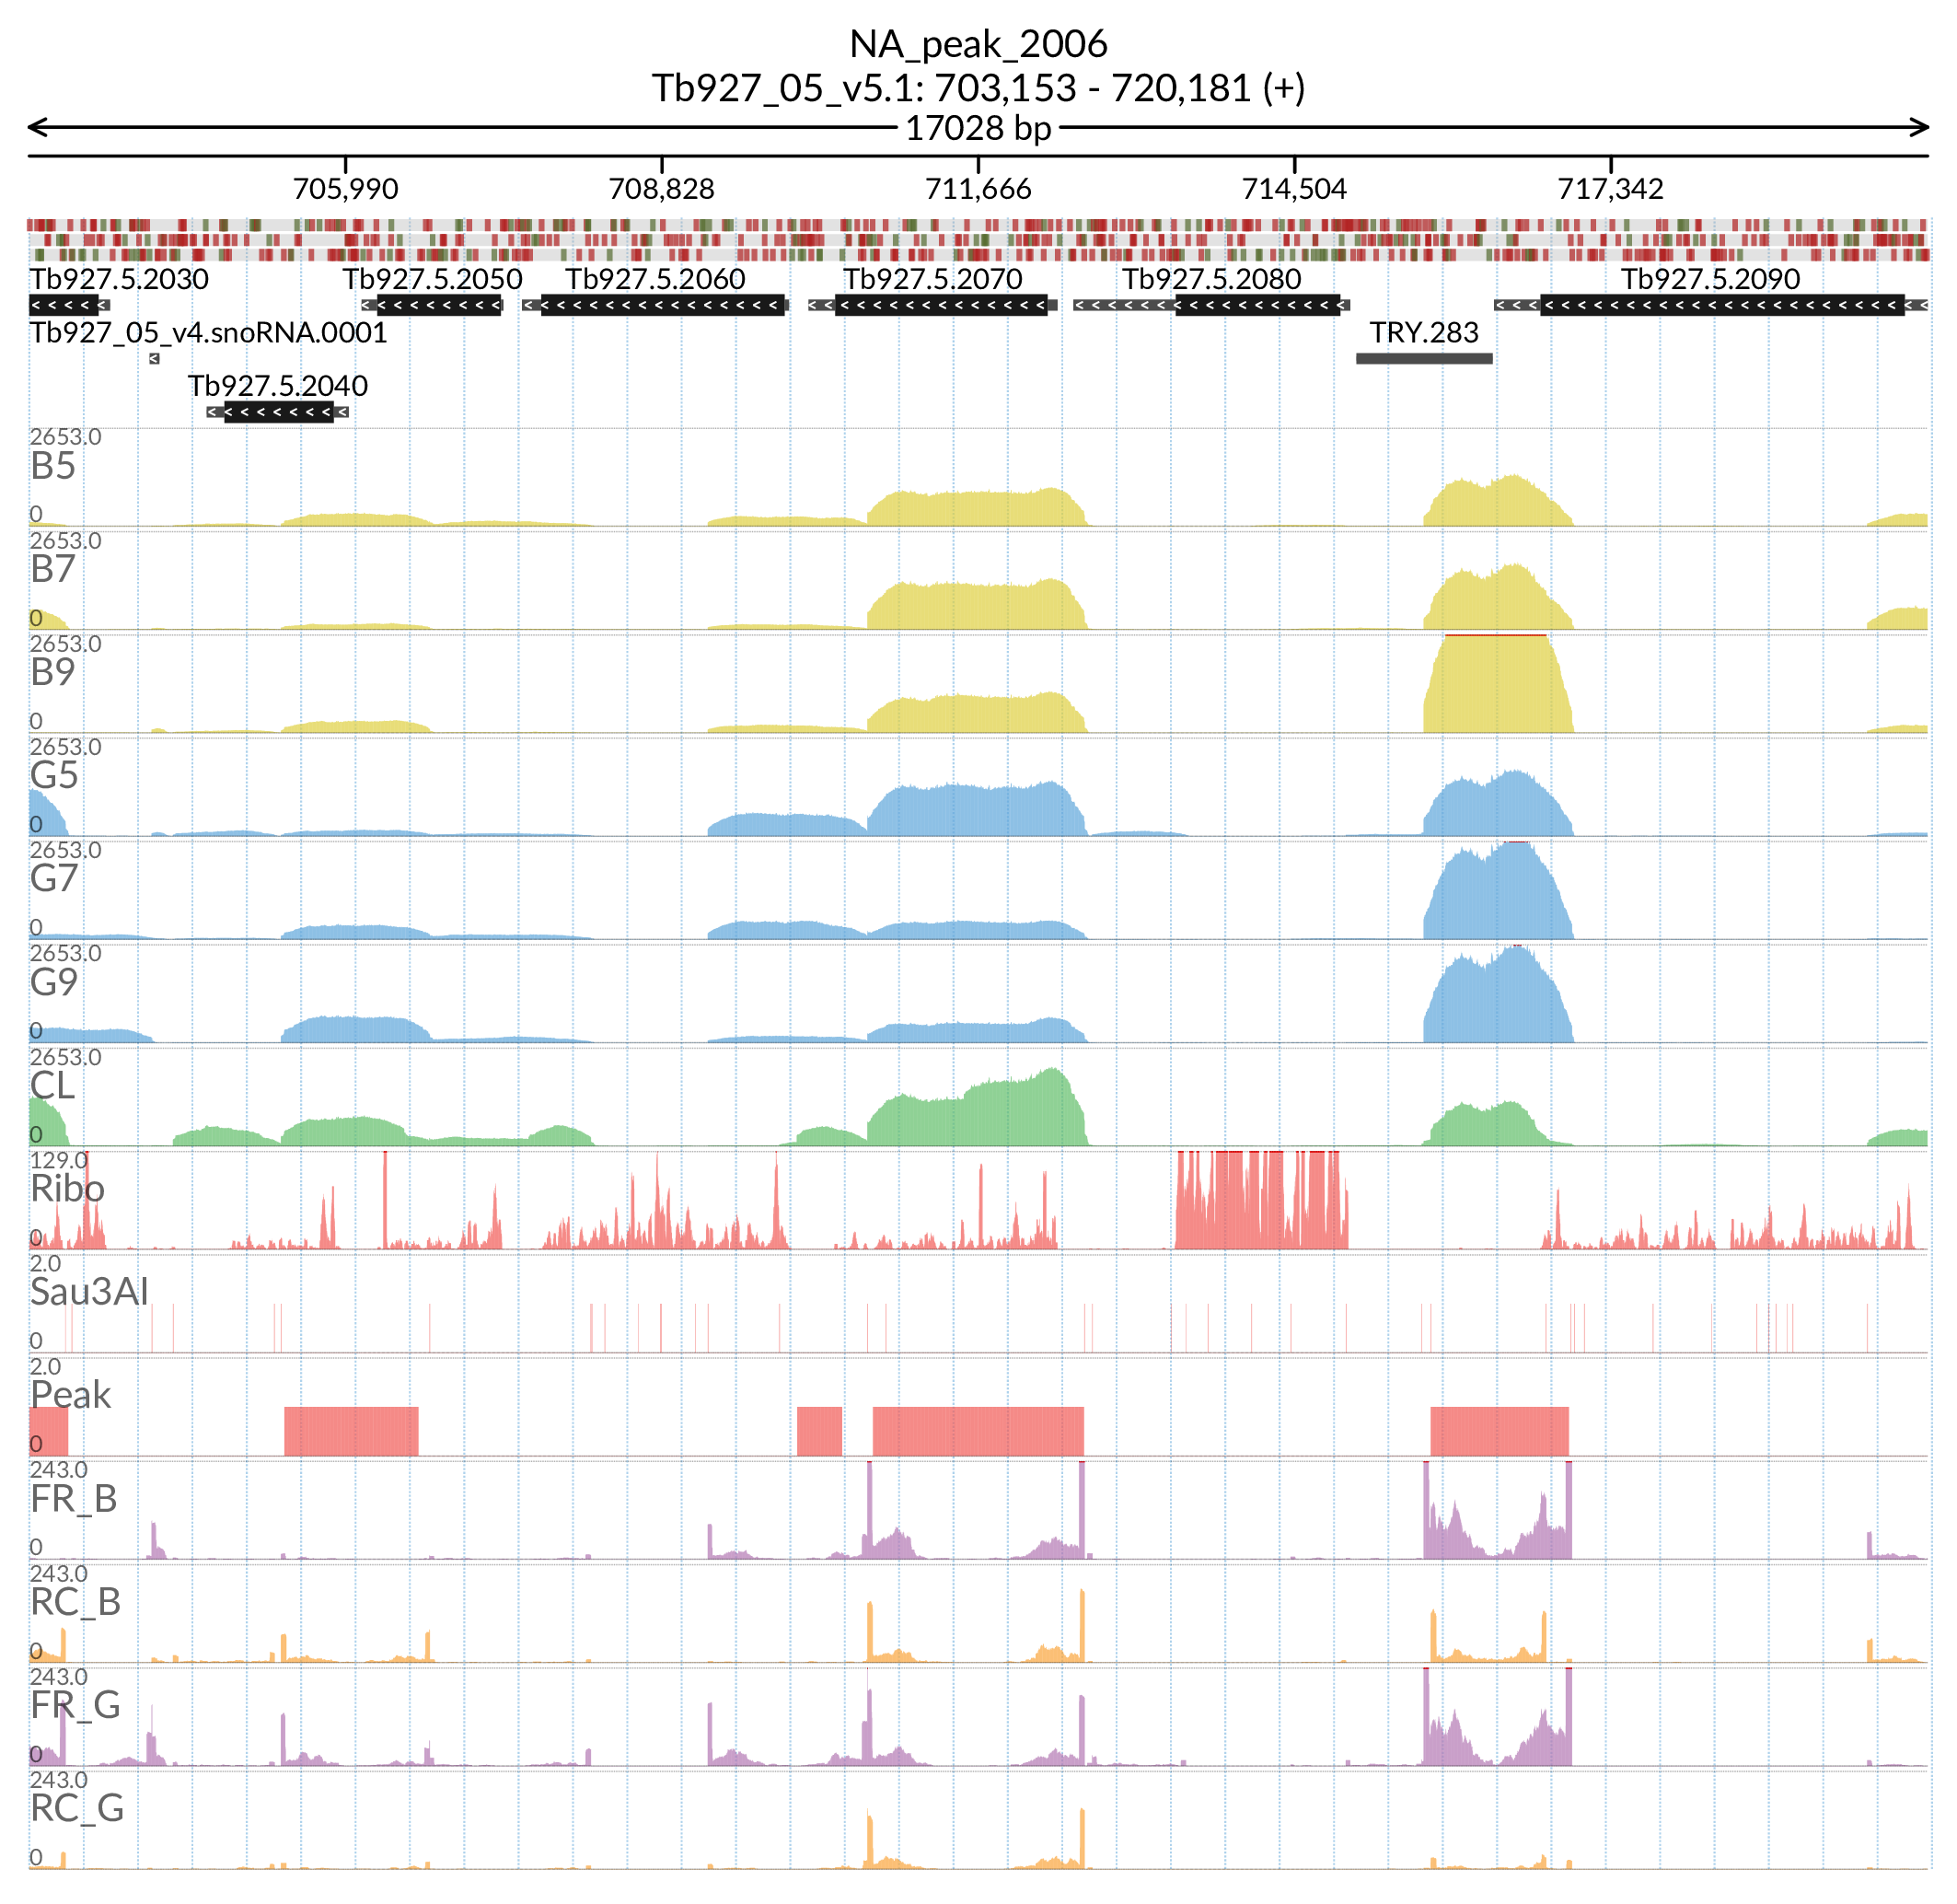 NA_peak_2006
Tb927_05_v5.1: 703,153 - 720,181 (+)
17028 bp
705,990 708,828 711,666 714,504 717,342
Tb927.5.2030 Tb927.5.2050 Tb927.5.2060 Tb927.5.2070 Tb927.5.2080 Tb927.5.2090
Tb927_05_v4.snoRNA.0001 TRY.283
Tb927.5.2040
2653.0
B5
0
2653.0
B7
0
2653.0
B9
0
2653.0
G5
0
2653.0
G7
0
2653.0
G9
0
2653.0
CL
0
129.0
Ribo
0
2.0
Sau3AI
0
2.0
Peak
0
243.0
FR_B
0
243.0
RC_B
0
243.0
FR_G
0
243.0
RC_G
0